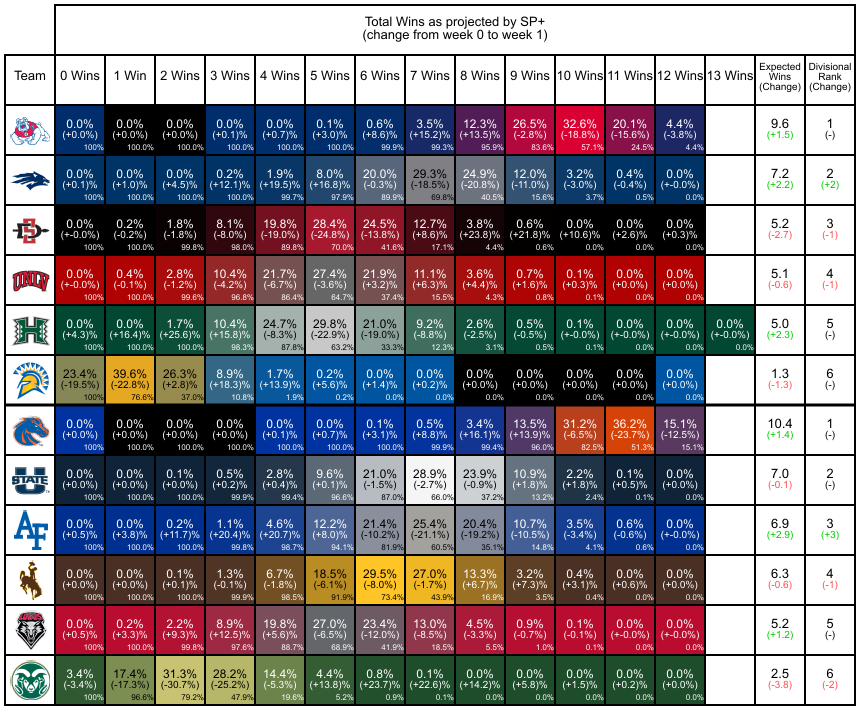 Total Wins as projected by SP+
(change from week 0 to week 1)
Team 0 Wins 1 Win 2 Wins 3 Wins 4 Wins 5 Wins 6 Wins 7 Wins 8 Wins 9 Wins 10 Wins 11 Wins 12 Wins 13 Wins Expected Wins (Change) Divisional Rank (Change)
0.0% 0.0% 0.0% 0.0% 0.0% 0.1% 0.6% 3.5% 12.3% 26.5% 32.6% 20.1% 4.4% 9.6 1
(+0.0%) (+0.0%) (+0.0%) (+0.1%) (+0.7%) (+3.0%) (+8.6%) (+15.2%) (+13.5%) (-2.8%) (-18.8%) (-15.6%) (-3.8%) (+1.5) (-)
100% 100.0% 100.0% 100.0% 100.0% 100.0% 99.9% 99.3% 95.9% 83.6% 57.1% 24.5% 4.4%
0.0% 0.0% 0.0% 0.2% 1.9% 8.0% 20.0% 29.3% 24.9% 12.0% 3.2% 0.4% 0.0% 7.2 2
(+0.1%) (+1.0%) (+4.5%) (+12.1%) (+19.5%) (+16.8%) (-0.3%) (-18.5%) (-20.8%) (-11.0%) (-3.0%) (-0.4%) (+-0.0%) (+2.2) (+2)
100% 100.0% 100.0% 100.0% 99.7% 97.9% 89.9% 69.8% 40.5% 15.6% 3.7% 0.5% 0.0%
SD 0.0% 0.2% 1.8% 8.1% 19.8% 28.4% 24.5% 12.7% 3.8% 0.6% 0.0% 0.0% 0.0% 5.2 3
(+-0.0%) (-0.2%) (-1.8%) (-8.0%) (-19.0%) (-24.8%) (-13.8%) (+8.6%) (+23.8%) (+21.8%) (+10.6%) (+2.6%) (+0.3%) (-2.7) (-1)
100% 100.0% 99.8% 98.0% 89.8% 70.0% 41.6% 17.1% 4.4% 0.6% 0.0% 0.0% 0.0%
UNLV 0.0% 0.4% 2.8% 10.4% 21.7% 27.4% 21.9% 11.1% 3.6% 0.7% 0.1% 0.0% 0.0% 5.1 4
(+-0.0%) (-0.1%) (-1.2%) (-4.2%) (-6.7%) (-3.6%) (+3.2%) (+6.3%) (+4.4%) (+1.6%) (+0.3%) (+0.0%) (+0.0%) (-0.6) (-1)
100% 100.0% 99.6% 96.8% 86.4% 64.7% 37.4% 15.5% 4.3% 0.8% 0.1% 0.0% 0.0%
H 0.0% 0.0% 1.7% 10.4% 24.7% 29.8% 21.0% 9.2% 2.6% 0.5% 0.1% 0.0% 0.0% 0.0% 5.0 5
(+4.3%) (+16.4%) (+25.6%) (+15.8%) (-8.3%) (-22.9%) (-19.0%) (-8.8%) (-2.5%) (-0.5%) (-0.0%) (+-0.0%) (+-0.0%) (+-0.0%) (+2.3) (-)
100% 100.0% 100.0% 98.3% 87.8% 63.2% 33.3% 12.3% 3.1% 0.5% 0.1% 0.0% 0.0% 0.0%
23.4% 39.6% 26.3% 8.9% 1.7% 0.2% 0.0% 0.0% 0.0% 0.0% 0.0% 0.0% 0.0% 1.3 6
(-19.5%) (-22.8%) (+2.8%) (+18.3%) (+13.9%) (+5.6%) (+1.4%) (+0.2%) (+0.0%) (+0.0%) (+0.0%) (+0.0%) (+0.0%) (-1.3) (-)
100% 76.6% 37.0% 10.8% 1.9% 0.2% 0.0% 0.0% 0.0% 0.0% 0.0% 0.0% 0.0%
0.0% 0.0% 0.0% 0.0% 0.0% 0.0% 0.1% 0.5% 3.4% 13.5% 31.2% 36.2% 15.1% 10.4 1
(+0.0%) (+0.0%) (+0.0%) (+0.0%) (+0.1%) (+0.7%) (+3.1%) (+8.8%) (+16.1%) (+13.9%) (-6.5%) (-23.7%) (-12.5%) (+1.4) (-)
100% 100.0% 100.0% 100.0% 100.0% 100.0% 100.0% 99.9% 99.4% 96.0% 82.5% 51.3% 15.1%
U STATE 0.0% 0.0% 0.1% 0.5% 2.8% 9.6% 21.0% 28.9% 23.9% 10.9% 2.2% 0.1% 0.0% 7.0 2
(+0.0%) (+0.0%) (+0.0%) (+0.2%) (+0.4%) (+0.1%) (-1.5%) (-2.7%) (-0.9%) (+1.8%) (+1.8%) (+0.5%) (+0.0%) (-0.1) (-)
100% 100.0% 100.0% 99.9% 99.4% 96.6% 87.0% 66.0% 37.2% 13.2% 2.4% 0.1% 0.0%
AF 0.0% 0.0% 0.2% 1.1% 4.6% 12.2% 21.4% 25.4% 20.4% 10.7% 3.5% 0.6% 0.0% 6.9 3
(+0.5%) (+3.8%) (+11.7%) (+20.4%) (+20.7%) (+8.0%) (-10.2%) (-21.1%) (-19.2%) (-10.5%) (-3.4%) (-0.6%) (+-0.0%) (+2.9) (+3)
100% 100.0% 100.0% 99.8% 98.7% 94.1% 81.9% 60.5% 35.1% 14.8% 4.1% 0.6% 0.0%
0.0% 0.0% 0.1% 1.3% 6.7% 18.5% 29.5% 27.0% 13.3% 3.2% 0.4% 0.0% 0.0% 6.3 4
(+0.0%) (+0.0%) (+0.0%) (-0.1%) (-1.8%) (-6.1%) (-8.0%) (-1.7%) (+6.7%) (+7.3%) (+3.1%) (+0.6%) (+0.0%) (-0.6) (-1)
100% 100.0% 100.0% 99.9% 98.5% 91.9% 73.4% 43.9% 16.9% 3.5% 0.4% 0.0% 0.0%
0.0% 0.2% 2.2% 8.9% 19.8% 27.0% 23.4% 13.0% 4.5% 0.9% 0.1% 0.0% 0.0% 5.2 5
(+0.5%) (+3.3%) (+9.3%) (+12.5%) (+5.6%) (-6.5%) (-12.0%) (-8.5%) (-3.3%) (-0.7%) (-0.1%) (+-0.0%) (+-0.0%) (+1.2) (-)
100% 100.0% 99.8% 97.6% 88.7% 68.9% 41.9% 18.5% 5.5% 1.0% 0.1% 0.0% 0.0%
3.4% 17.4% 31.3% 28.2% 14.4% 4.4% 0.8% 0.1% 0.0% 0.0% 0.0% 0.0% 0.0% 2.5 6
(-3.4%) (-17.3%) (-30.7%) (-25.2%) (-5.3%) (+13.8%) (+23.7%) (+22.6%) (+14.2%) (+5.8%) (+1.5%) (+0.2%) (+0.0%) (-3.8) (-2)
100% 96.6% 79.2% 47.9% 19.6% 5.2% 0.9% 0.1% 0.0% 0.0% 0.0% 0.0% 0.0%